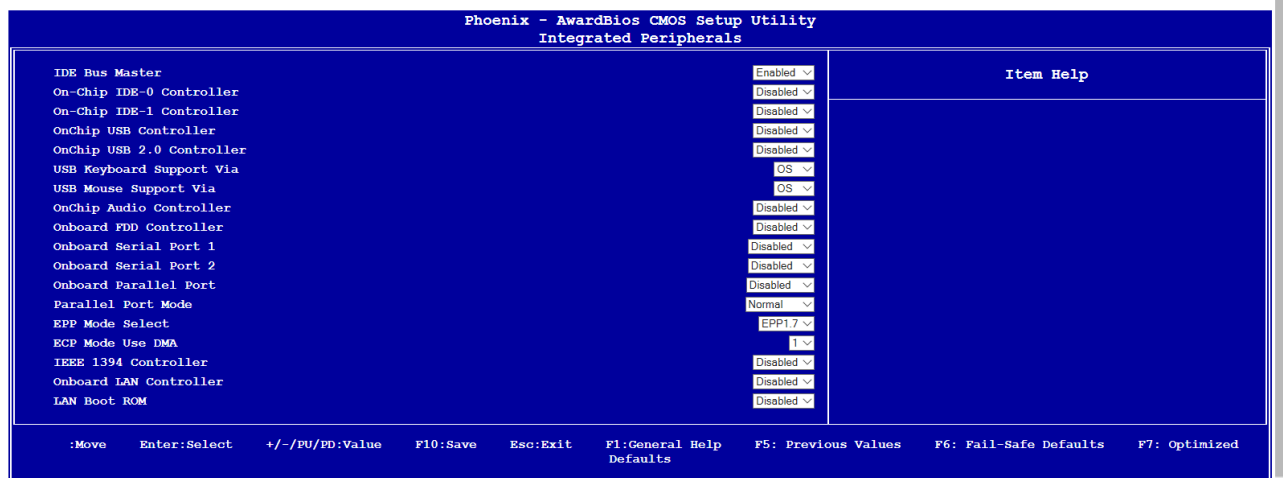 Phoenix - AwardBios CMOS Setup Utility
Integrated Peripherals
IDE Bus Master Enabled
On-Chip IDE-0 Controller Disabled
On-Chip IDE-1 Controller Disabled
OnChip USB Controller Disabled
OnChip USB 2.0 Controller Disabled
USB Keyboard Support Via OS
USB Mouse Support Via OS
OnChip Audio Controller Disabled
Onboard FDD Controller Disabled
Onboard Serial Port 1 Disabled
Onboard Serial Port 2 Disabled
Onboard Parallel Port Disabled
Parallel Port Mode Normal
EPP Mode Select EPP1.7
ECP Mode Use DMA 1
IEEE 1394 Controller Disabled
Onboard LAN Controller Disabled
LAN Boot ROM Disabled
Item Help
:Move Enter:Select +/-/PU/PD:Value F10:Save Esc:Exit F1:General Help F5: Previous Values F6: Fail-Safe Defaults F7: Optimized
Defaults